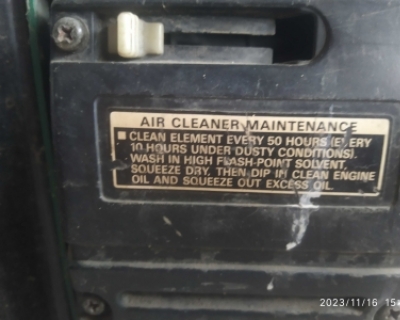 AIR CLEANER MAINTENANCE
■ CLEAN ELEMENT EVERY 50 HOURS (EVERY
10 HOURS UNDER DUSTY CONDITIONS).
WASH IN HIGH FLASH-POINT SOLVENT,
SQUEEZE DRY, THEN DIP IN CLEAN ENGINE
OIL AND SQUEEZE OUT EXCESS OIL.
2023/11/16 15